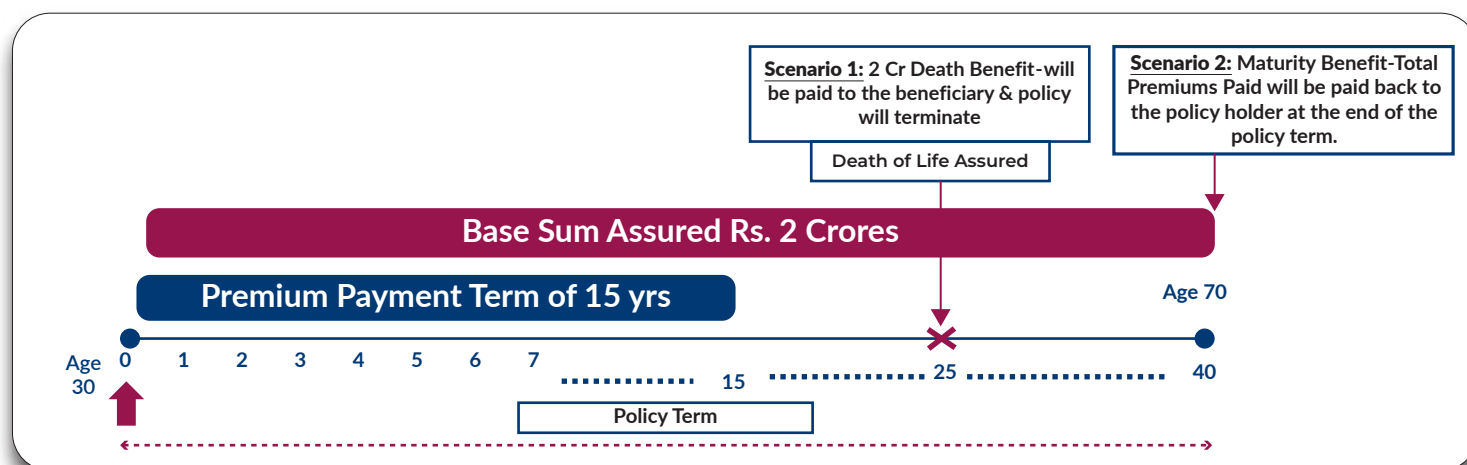 Scenario 1: 2 Cr Death Benefit-will
be paid to the beneficiary & policy
will terminate
Death of Life Assured
Scenario 2: Maturity Benefit-Total
Premiums Paid will be paid back to
the policy holder at the end of the
policy term.
Base Sum Assured Rs. 2 Crores
Premium Payment Term of 15 yrs
Age 70
Age
30
0 1 2 3 4 5 6 7 15 25 40
Policy Term